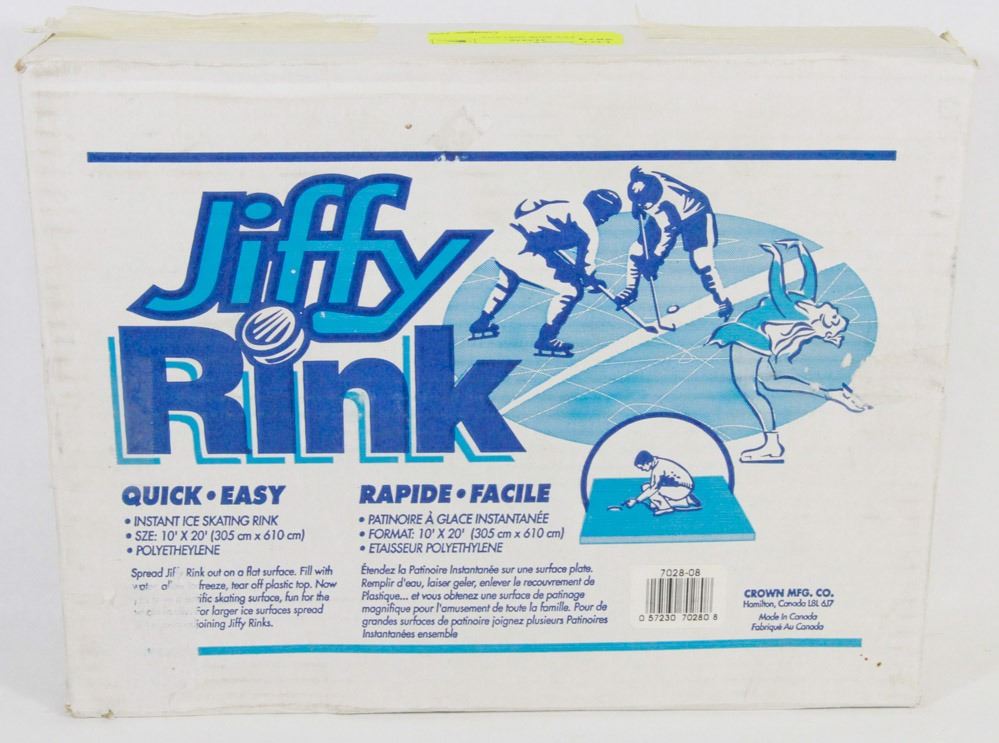 Jiffy
Rink
QUICK • EASY
• INSTANT ICE SKATING RINK
• SZE: 10' X 20' (305 cm x 610 cm)
• POLYETHEYLENE
Spread Rink out on a flat surface. Fill with
freeze, tear off plastic top. Now
skating surface, fun for the
For larger ice surfaces spread
joining Jiffy Rinks.
RAPIDE • FACILE
• PATINOIRE À GLACE INSTANTANÉE
• FORMAT: 10' X 20' (305 cm x 610 cm)
• ETAISSEUR POLYETHYLENE
Étendez la Patinoire Instantanée sur une surface plate.
Remplir d'eau, laiser geler, enlever le recouvrement de
Plastique... et vous obtenez une surface de patinage
magnifique pour l'amusement de toute la famille. Pour de
grandes surfaces de patinoire joignez plusieurs Patinoires
Instantanées ensemble
7028-08
0 57230 70280 8
CROWN MFG. CO.
Hamilton, Canada L8L 6J7
Made In Canada
Fabriqué Au Canada